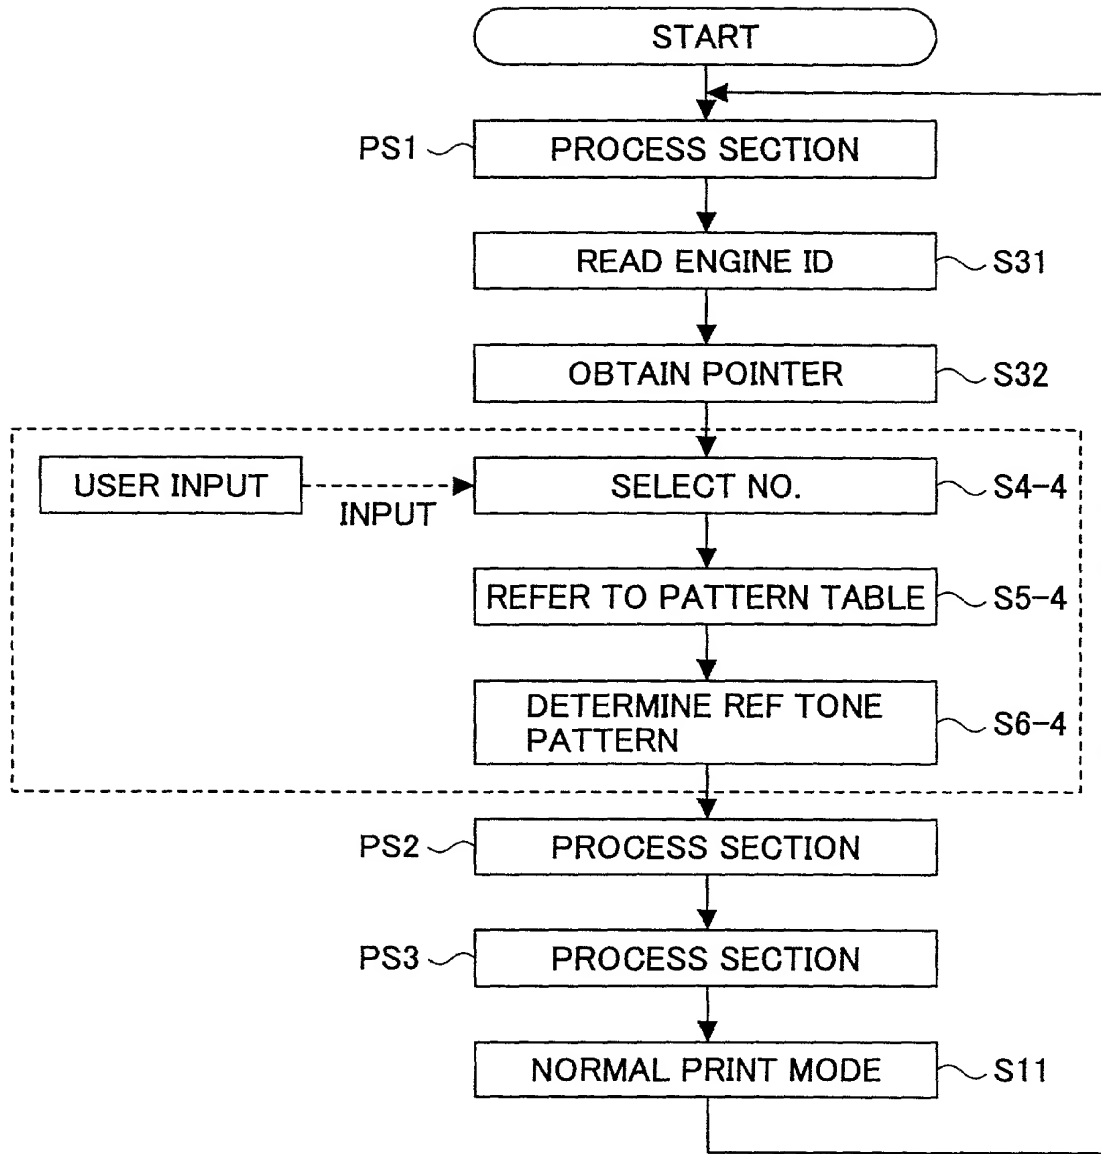 START
PS1
PROCESS SECTION
READ ENGINE ID
S31
OBTAIN POINTER
S32
USER INPUT
INPUT
SELECT NO.
S4-4
REFER TO PATTERN TABLE
S5-4
DETERMINE REF TONE
PATTERN
S6-4
PS2
PROCESS SECTION
PS3
PROCESS SECTION
NORMAL PRINT MODE
S11